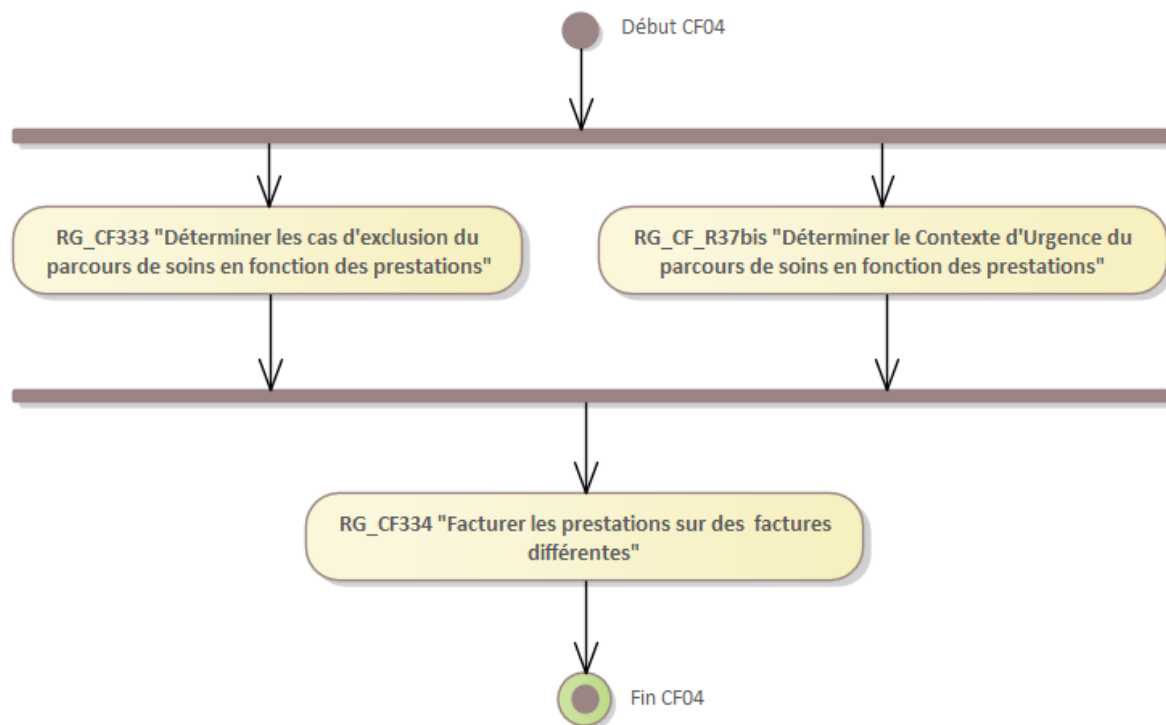 Début CF04
RG_CF333 "Déterminer les cas d'exclusion du
parcours de soins en fonction des prestations"
RG_CF_R37bis "Déterminer le Contexte d'Urgence du
parcours de soins en fonction des prestations"
RG_CF334 "Facturer les prestations sur des  factures
différentes"
Fin CF04